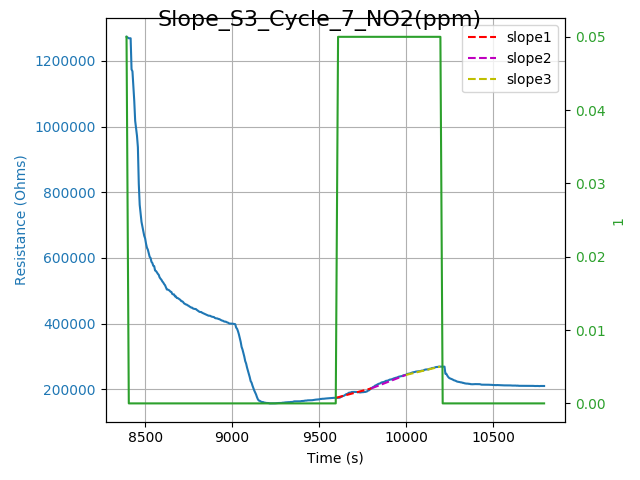 Slope_S3_Cycle_7_NO2(ppm)
slope1
slope2
slope3
1200000
1000000
800000
600000
400000
200000
Resistance (Ohms)
0.05
0.04
0.03
0.02
0.01
0.00
1
8500 9000 9500 10000 10500
Time (s)